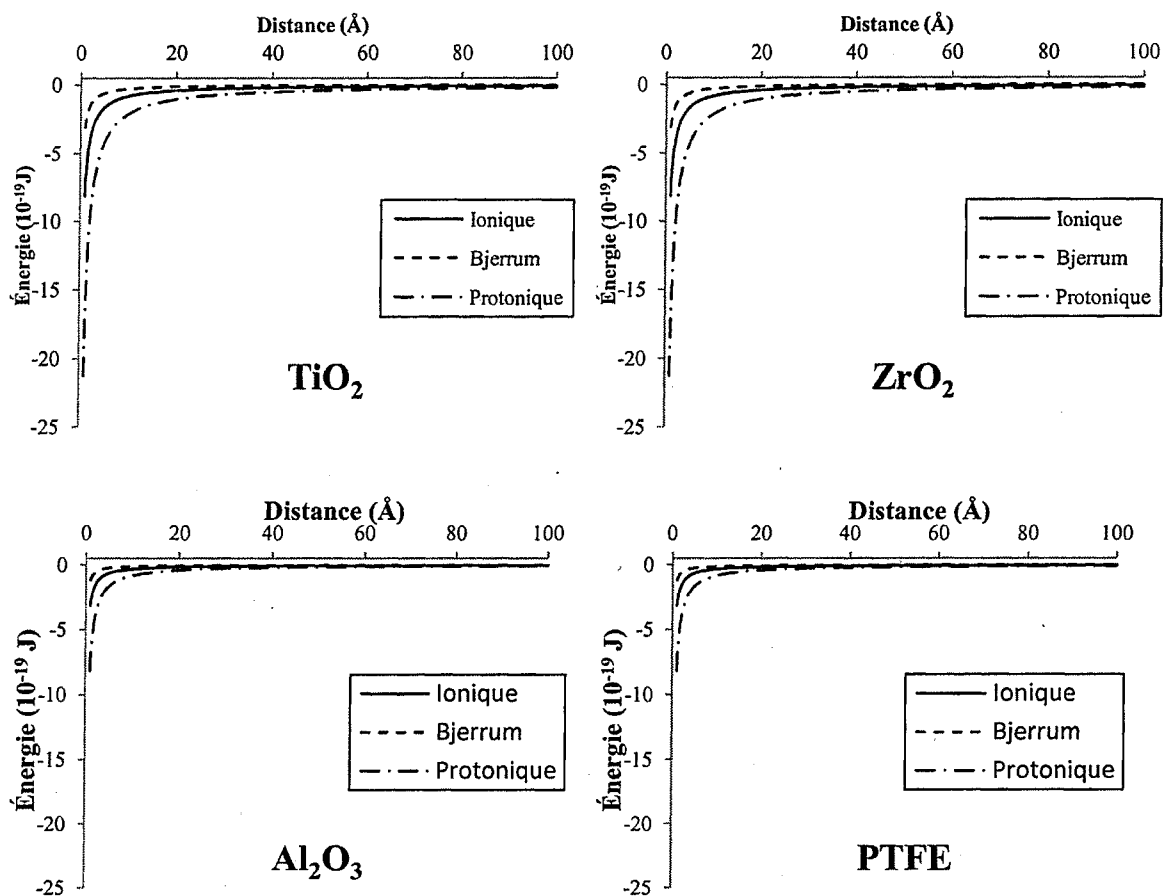 Distance (Å)
0 20 40 60 80 100
0
-5
-10
-15
-20
-25
Énergie (10⁻¹⁹J)
Ionique
Bjerrum
Protonique
TiO₂
Distance (Å)
0 20 40 60 80 100
0
-5
-10
-15
-20
-25
Énergie (10⁻¹⁹J)
Ionique
Bjerrum
Protonique
ZrO₂
Distance (Å)
0 20 40 60 80 100
0
-5
-10
-15
-20
-25
Énergie (10⁻¹⁹ J)
Ionique
Bjerrum
Protonique
Al₂O₃
Distance (Å)
0 20 40 60 80 100
0
-5
-10
-15
-20
-25
Énergie (10⁻¹⁹ J)
Ionique
Bjerrum
Protonique
PTFE